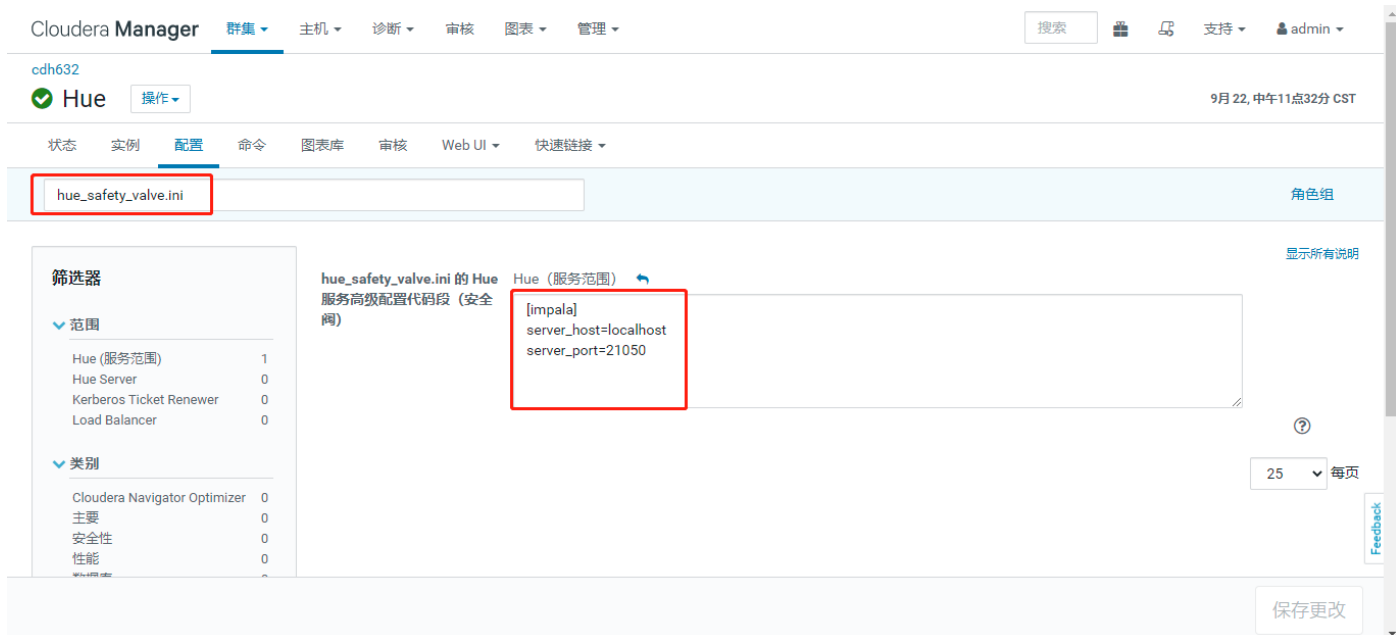 Cloudera Manager 群集 主机 诊断 审核 图表 管理 搜索 支持 admin
cdh632
Hue 操作 9月 22, 中午11点32分 CST
状态 实例 配置 命令 图表库 审核 Web UI 快速链接
hue_safety_valve.ini 角色组
显示所有说明
筛选器
范围
Hue (服务范围) 1
Hue Server 0
Kerberos Ticket Renewer 0
Load Balancer 0
类别
Cloudera Navigator Optimizer 0
主要 0
安全性 0
性能 0
hue_safety_valve.ini 的 Hue
服务高级配置代码段（安全
阀）
Hue（服务范围）
[impala]
server_host=localhost
server_port=21050
25 每页
Feedback
保存更改